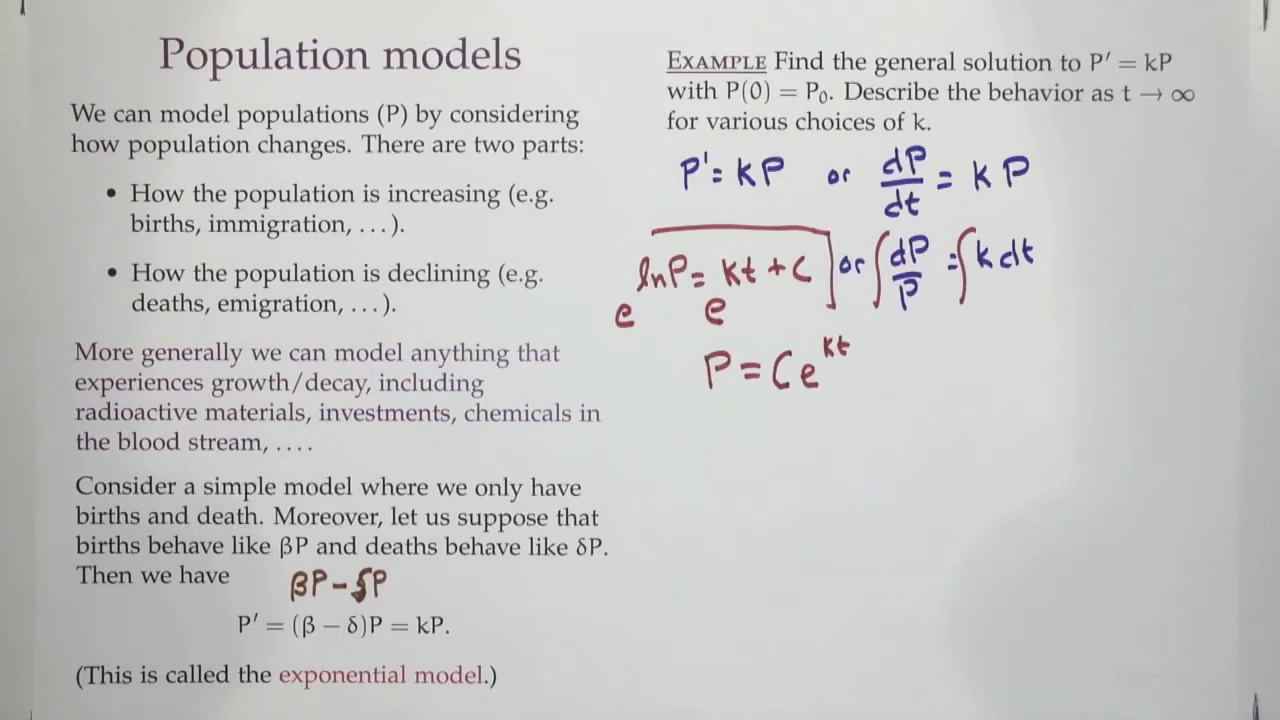 Population models
We can model populations (P) by considering
how population changes. There are two parts:
• How the population is increasing (e.g.
births, immigration, . . . ).
• How the population is declining (e.g.
deaths, emigration, . . . ).
More generally we can model anything that
experiences growth/decay, including
radioactive materials, investments, chemicals in
the blood stream, . . . .
Consider a simple model where we only have
births and death. Moreover, let us suppose that
births behave like βP and deaths behave like δP.
Then we have
βP - δP
P′ = (β − δ)P = kP.
(This is called the exponential model.)
EXAMPLE Find the general solution to P′ = kP
with P(0) = P₀. Describe the behavior as t → ∞
for various choices of k.
P' = kP or dP/dt = kP
e^(ln P) = e^(kt + C) or ∫ dP/P = ∫ k dt
P = Ce^(kt)